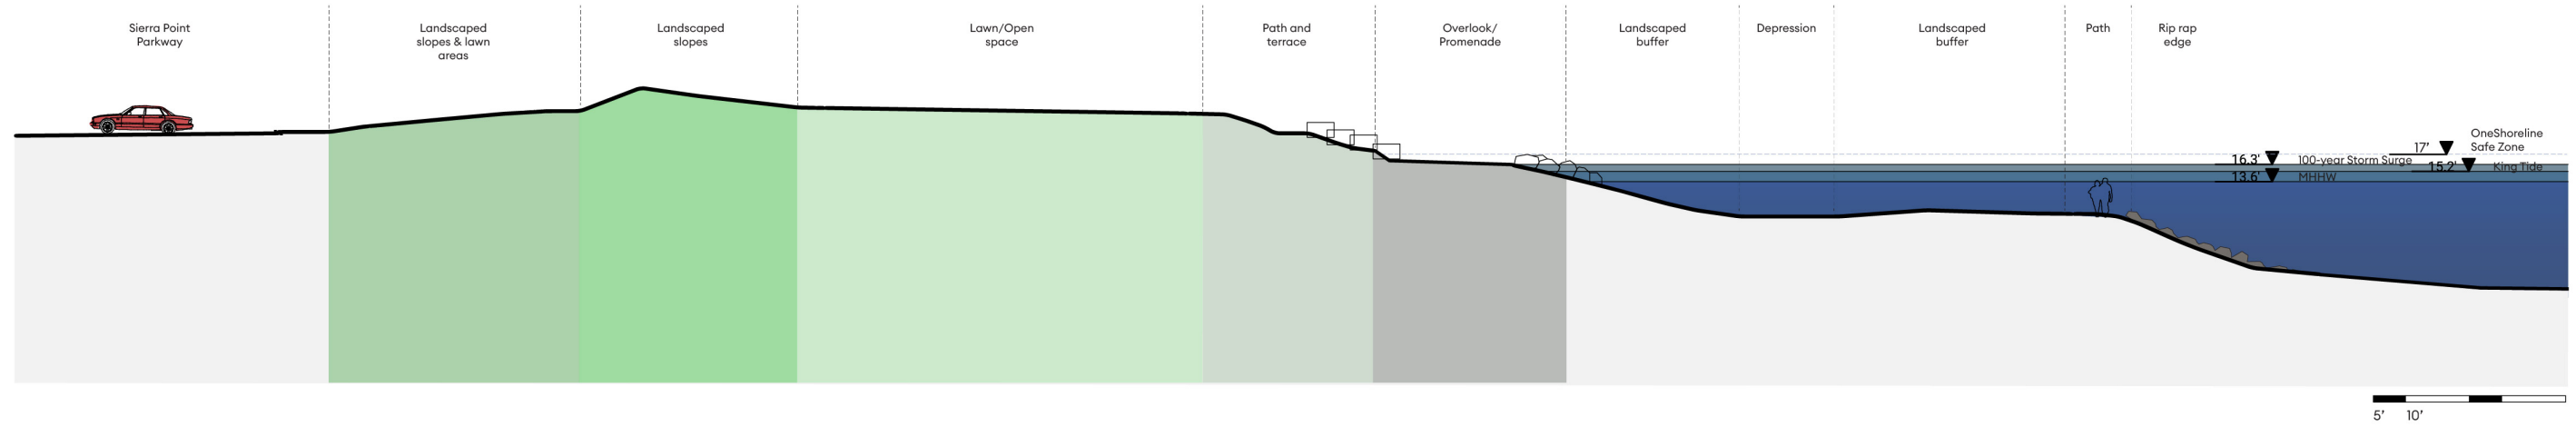 Sierra Point
Parkway
Landscaped
slopes & lawn
areas
Landscaped
slopes
Lawn/Open
space
Path and
terrace
Overlook/
Promenade
Landscaped
buffer
Depression
Landscaped
buffer
Path
Rip rap
edge
17’
OneShoreline
Safe Zone
16.3'
100-year Storm Surge
15.2'
King Tide
13.6'
MHHW
5’ 10’